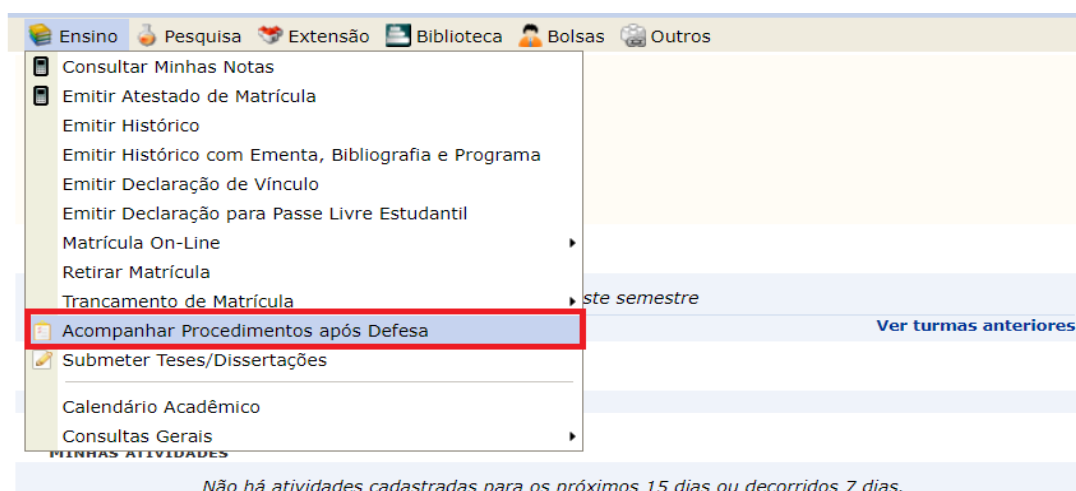 Ensino Pesquisa Extensão Biblioteca Bolsas Outros
Consultar Minhas Notas
Emitir Atestado de Matrícula
Emitir Histórico
Emitir Histórico com Ementa, Bibliografia e Programa
Emitir Declaração de Vínculo
Emitir Declaração para Passe Livre Estudantil
Matrícula On-Line
Retirar Matrícula
Trancamento de Matrícula
ste semestre
Acompanhar Procedimentos após Defesa
Ver turmas anteriores
Submeter Teses/Dissertações
Calendário Acadêmico
Consultas Gerais
MINHAS ATIVIDADES
Não há atividades cadastradas para os próximos 15 dias ou decorridos 7 dias.